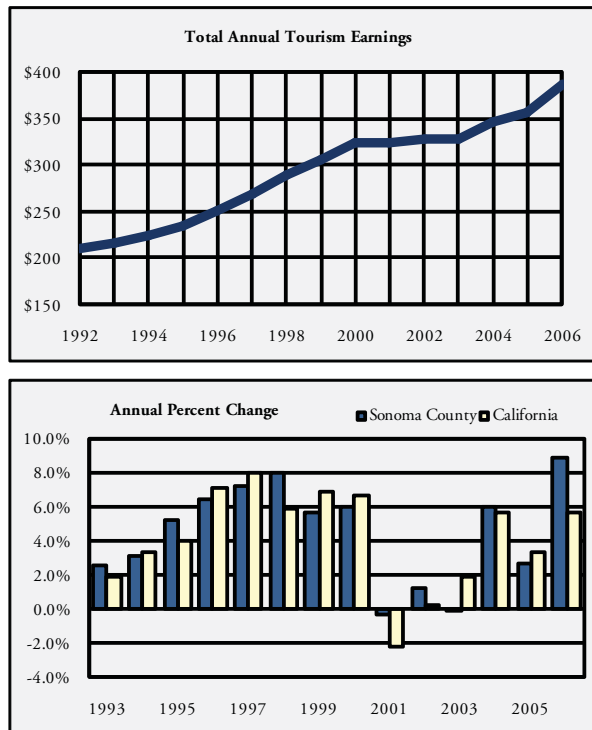 Total Annual Tourism Earnings
$400
$350
$300
$250
$200
$150
1992 1994 1996 1998 2000 2002 2004 2006
Annual Percent Change
Sonoma County California
10.0%
8.0%
6.0%
4.0%
2.0%
0.0%
-2.0%
-4.0%
1993 1995 1997 1999 2001 2003 2005